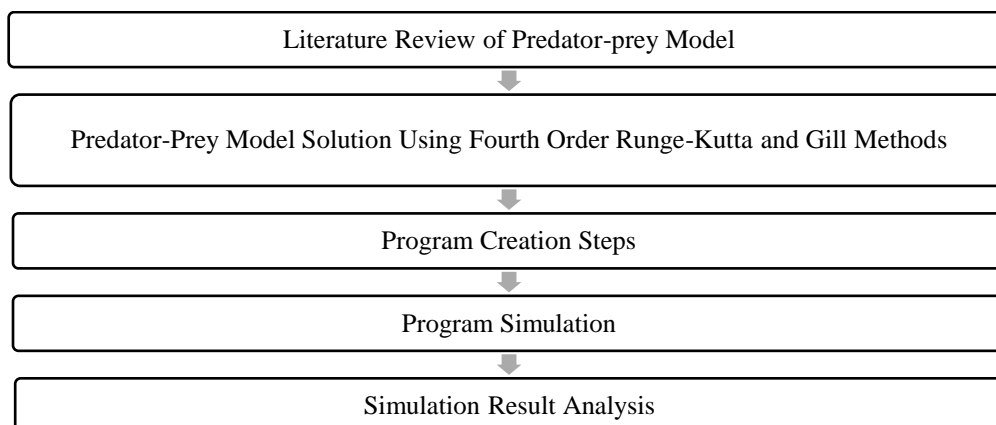 Literature Review of Predator-prey Model
Predator-Prey Model Solution Using Fourth Order Runge-Kutta and Gill Methods
Program Creation Steps
Program Simulation
Simulation Result Analysis